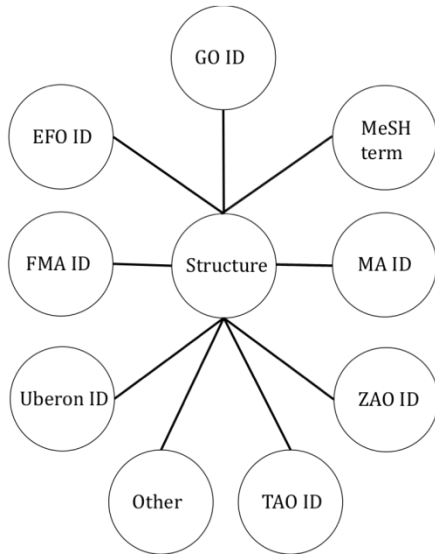 GO ID
EFO ID
MeSH
term
FMA ID
Structure
MA ID
Uberon ID
ZAO ID
Other
TAO ID